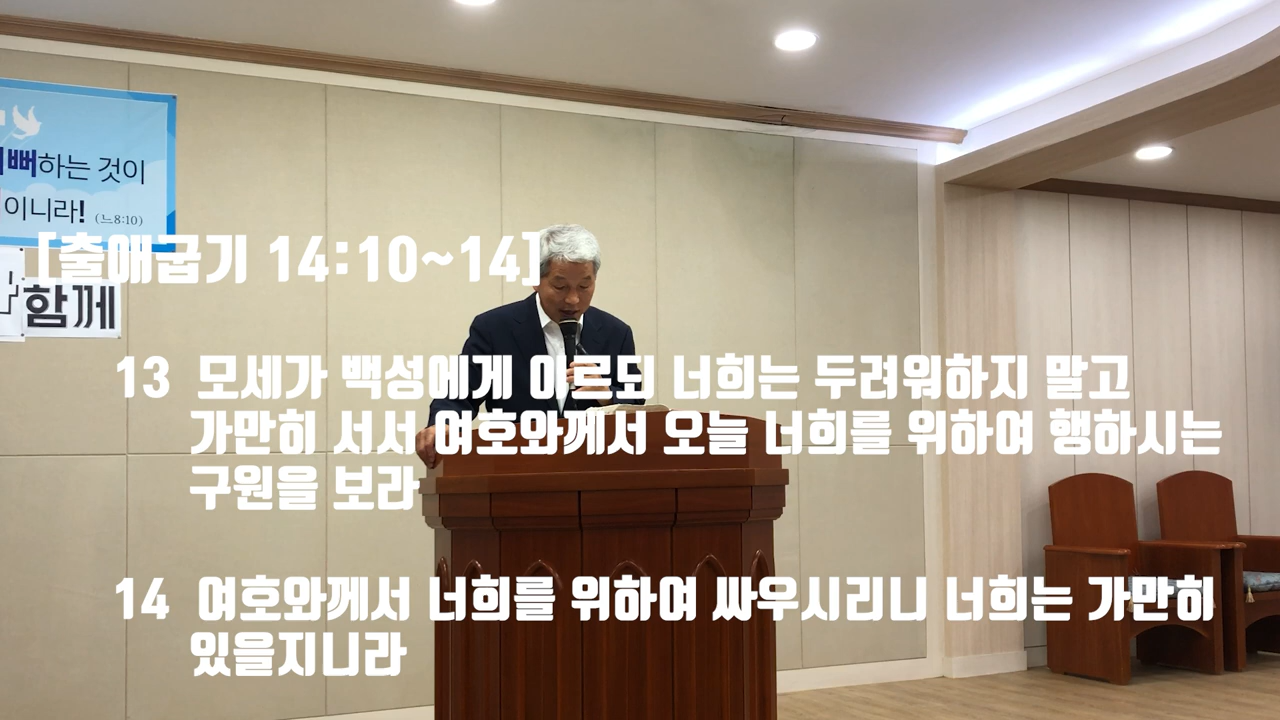 뻐하는 것이
이니라! (느8:10)
[출애굽기 14:10~14]
함께
13 모세가 백성에게 이르되 너희는 두려워하지 말고
가만히 서서 여호와께서 오늘 너희를 위하여 행하시는
구원을 보라
14 여호와께서 너희를 위하여 싸우시리니 너희는 가만히
있을지니라